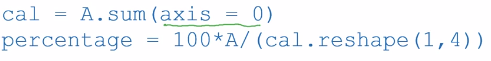 cal = A.sum(axis = 0)
percentage = 100*A/(cal.reshape(1,4))